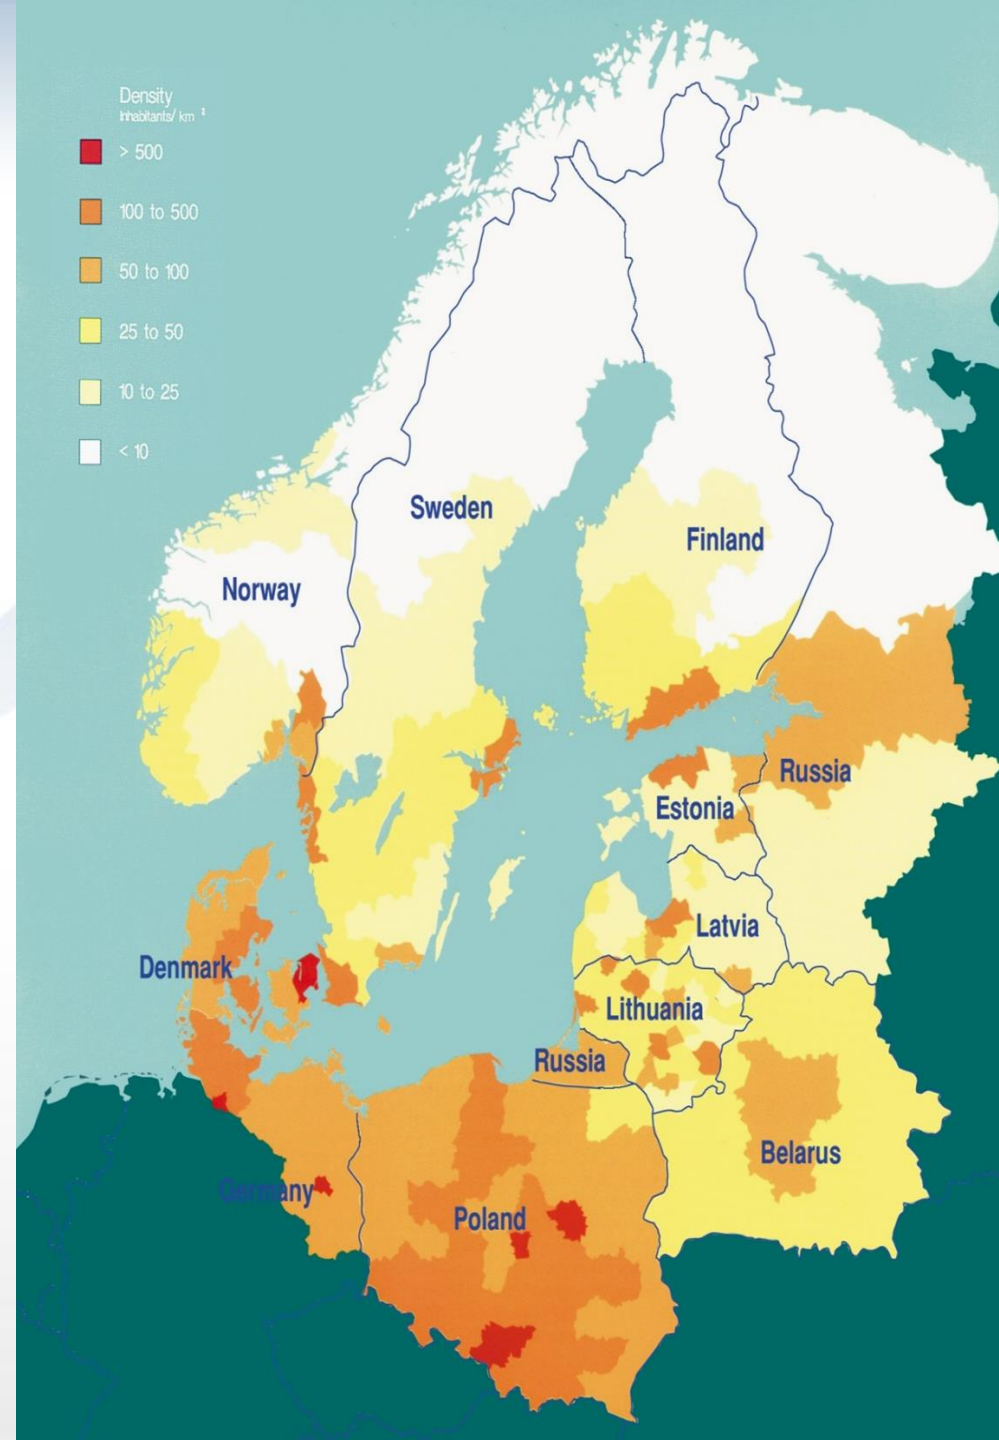 Density
Inhabitants/ km ²
> 500
100 to 500
50 to 100
25 to 50
10 to 25
< 10
Sweden
Finland
Norway
Russia
Estonia
Latvia
Denmark
Lithuania
Russia
Belarus
Germany
Poland